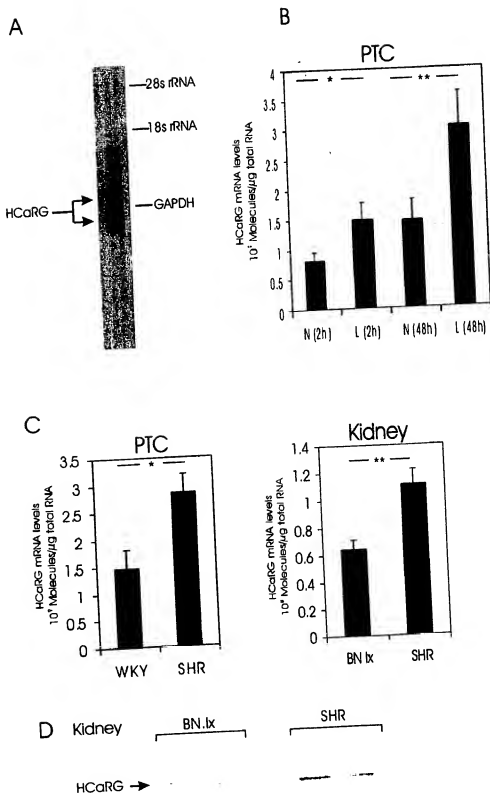 A
28s rRNA
18s rRNA
HCaRG
GAPDH
B
PTC
HCaRG mRNA levels
Molecules/µg total RNA
4
3.5
3
2.5
2
1.5
1
0.5
0
*
**
N (2h)
L (2h)
N (48h)
L (48h)
C
PTC
HCaRG mRNA levels
Molecules/µg total RNA
3.5
3
2.5
2
1.5
1
0.5
0
*
WKY
SHR
Kidney
HCaRG mRNA levels
Molecules/µg total RNA
1.4
1.2
1
0.8
0.6
0.4
0.2
0
**
BN lx
SHR
D
Kidney
BN.lx
SHR
HCaRG